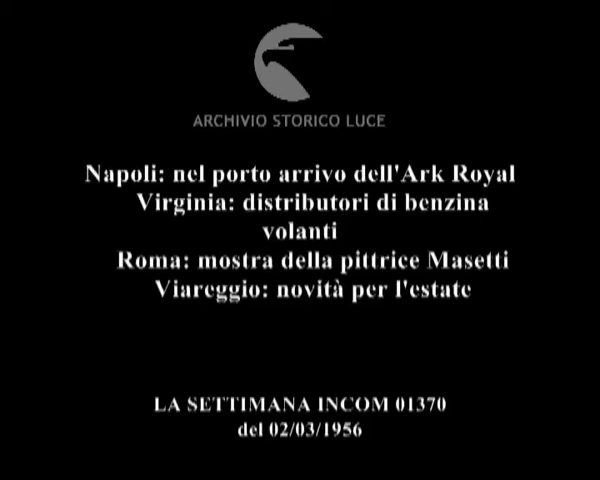 ARCHIVIO STORICO LUCE
Napoli: nel porto arrivo dell'Ark Royal
Virginia: distributori di benzina
volanti
Roma: mostra della pittrice Masetti
Viareggio: novità per l'estate
LA SETTIMANA INCOM 01370
del 02/03/1956